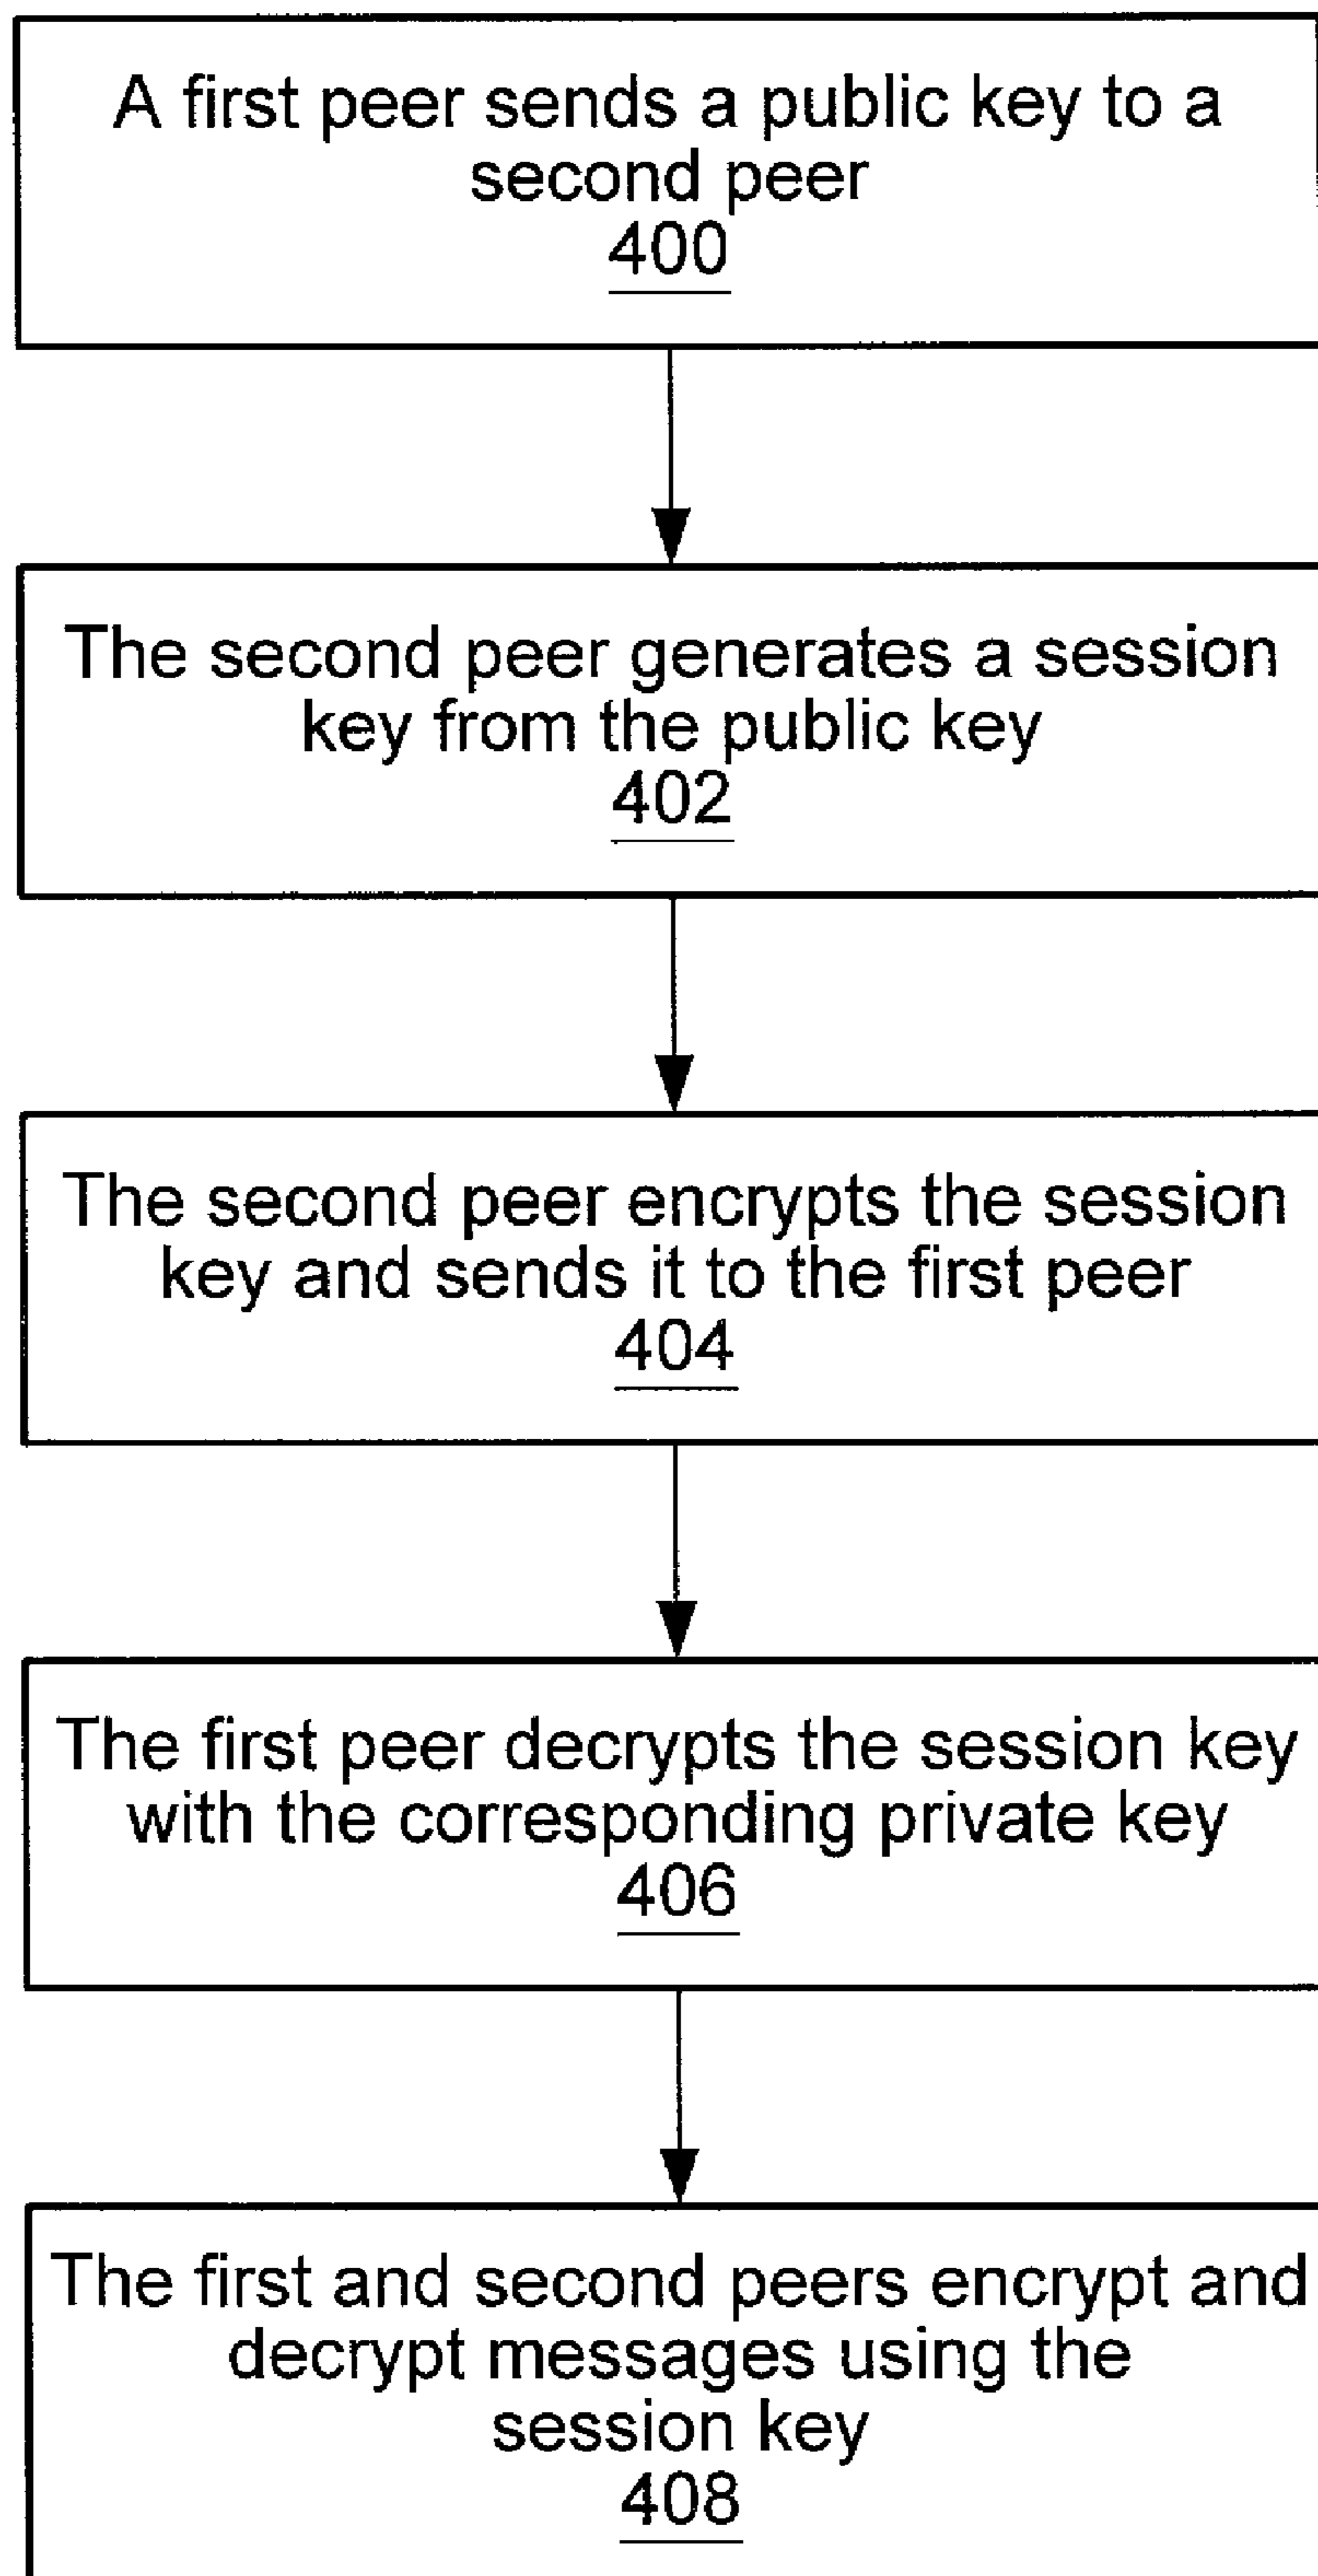 A first peer sends a public key to a
second peer
400
The second peer generates a session
key from the public key
402
The second peer encrypts the session
key and sends it to the first peer
404
The first peer decrypts the session key
with the corresponding private key
406
The first and second peers encrypt and
decrypt messages using the
session key
408